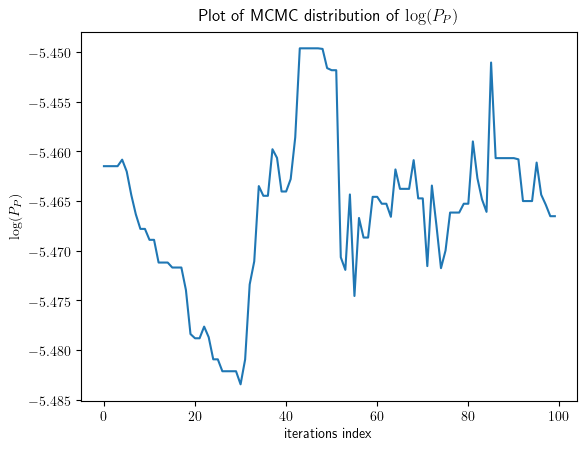 Plot of MCMC distribution of log(P_P)
−5.450
−5.455
−5.460
−5.465
−5.470
−5.475
−5.480
−5.485
log(P_P)
0 20 40 60 80 100
iterations index